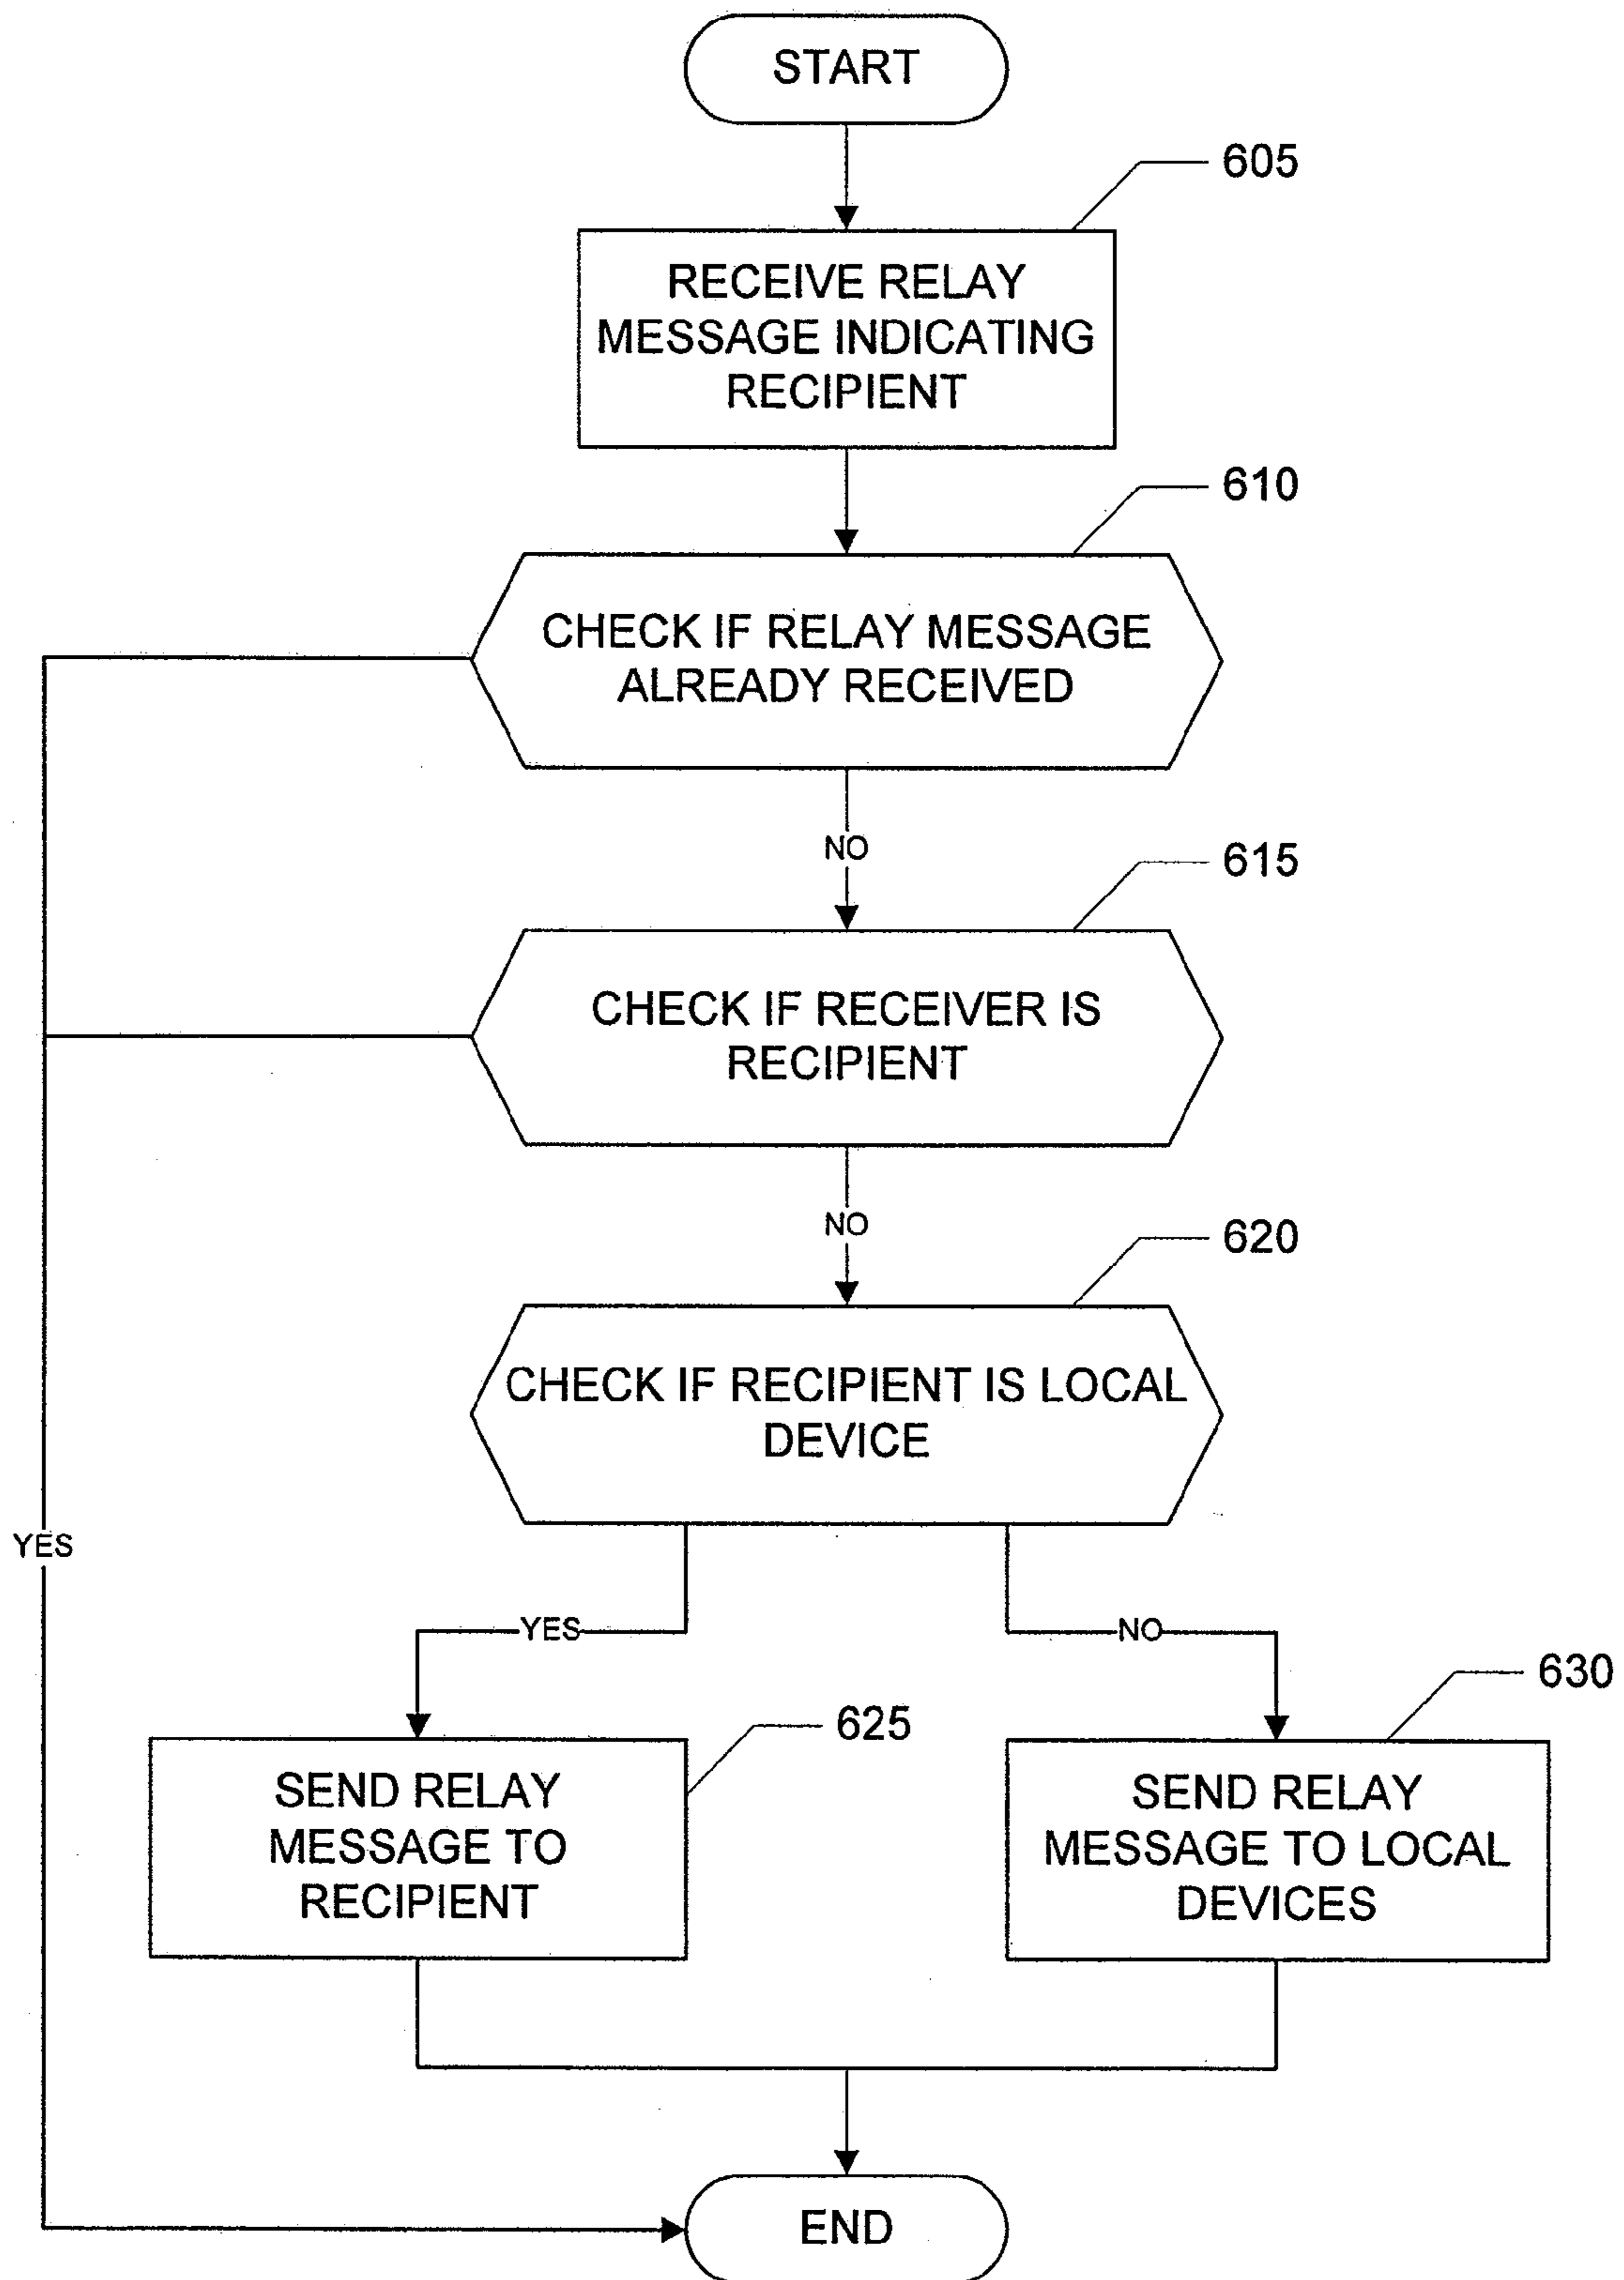 START
605
RECEIVE RELAY
MESSAGE INDICATING
RECIPIENT
610
CHECK IF RELAY MESSAGE
ALREADY RECEIVED
NO
615
CHECK IF RECEIVER IS
RECIPIENT
NO
620
CHECK IF RECIPIENT IS LOCAL
DEVICE
YES
YES
NO
630
625
SEND RELAY
MESSAGE TO
RECIPIENT
SEND RELAY
MESSAGE TO LOCAL
DEVICES
END